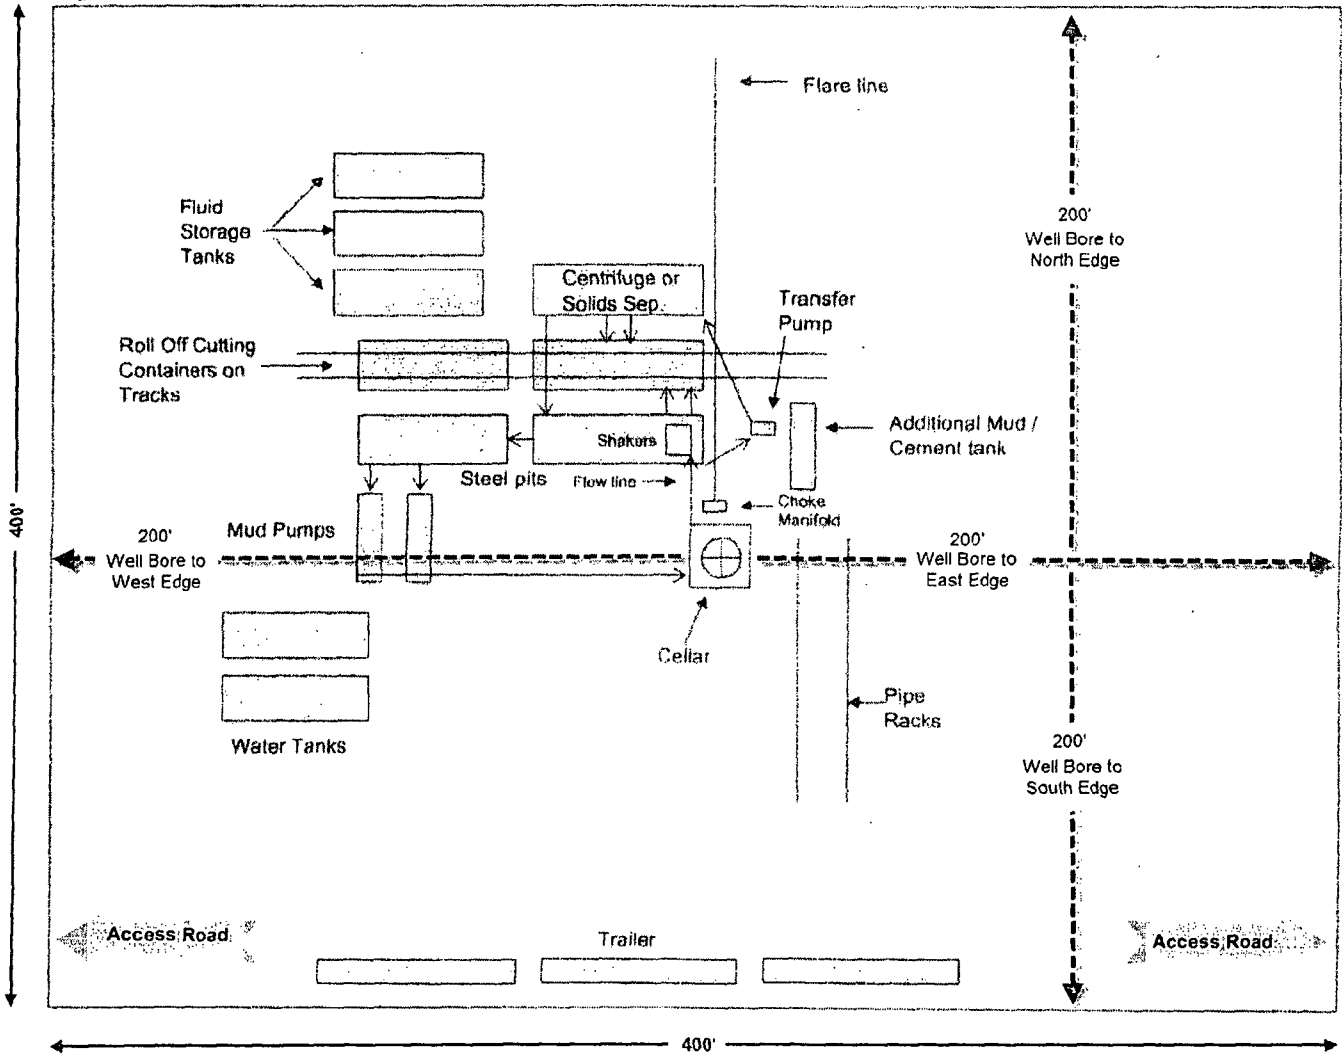 Flare line
200'
Well Bore to
North Edge
Fluid
Storage
Tanks
Centrifuge or
Solids Sep.
Transfer
Pump
Roll Off Cutting
Containers on
Tracks
Additional Mud /
Cement tank
Shakers
Steel pits
Flow line
Choke
Manifold
400'
Mud Pumps
200'
Well Bore to
West Edge
200'
Well Bore to
East Edge
Cellar
Pipe
Racks
Water Tanks
200'
Well Bore to
South Edge
Access Road
Trailer
Access Road
400'